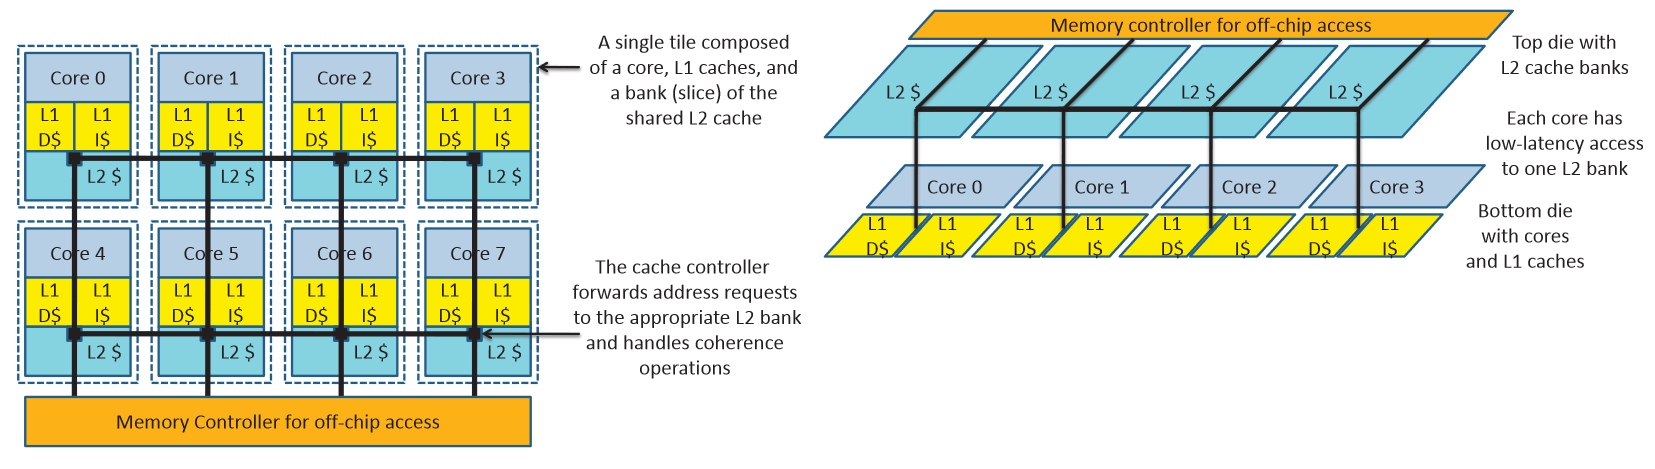 Core 0
L1 L1
D$ I$
L2 $
Core 1
L1 L1
D$ I$
L2 $
Core 2
L1 L1
D$ I$
L2 $
Core 3
L1 L1
D$ I$
L2 $
A single tile composed
of a core, L1 caches, and
a bank (slice) of the
shared L2 cache
Core 4
L1 L1
D$ I$
L2 $
Core 5
L1 L1
D$ I$
L2 $
Core 6
L1 L1
D$ I$
L2 $
Core 7
L1 L1
D$ I$
L2 $
The cache controller
forwards address requests
to the appropriate L2 bank
and handles coherence
operations
Memory Controller for off-chip access
Memory controller for off-chip access
L2 $
L2 $
L2 $
L2 $
Top die with
L2 cache banks
Each core has
low-latency access
to one L2 bank
Core 0
Core 1
Core 2
Core 3
L1 L1
D$ I$
L1 L1
D$ I$
L1 L1
D$ I$
L1 L1
D$ I$
Bottom die
with cores
and L1 caches